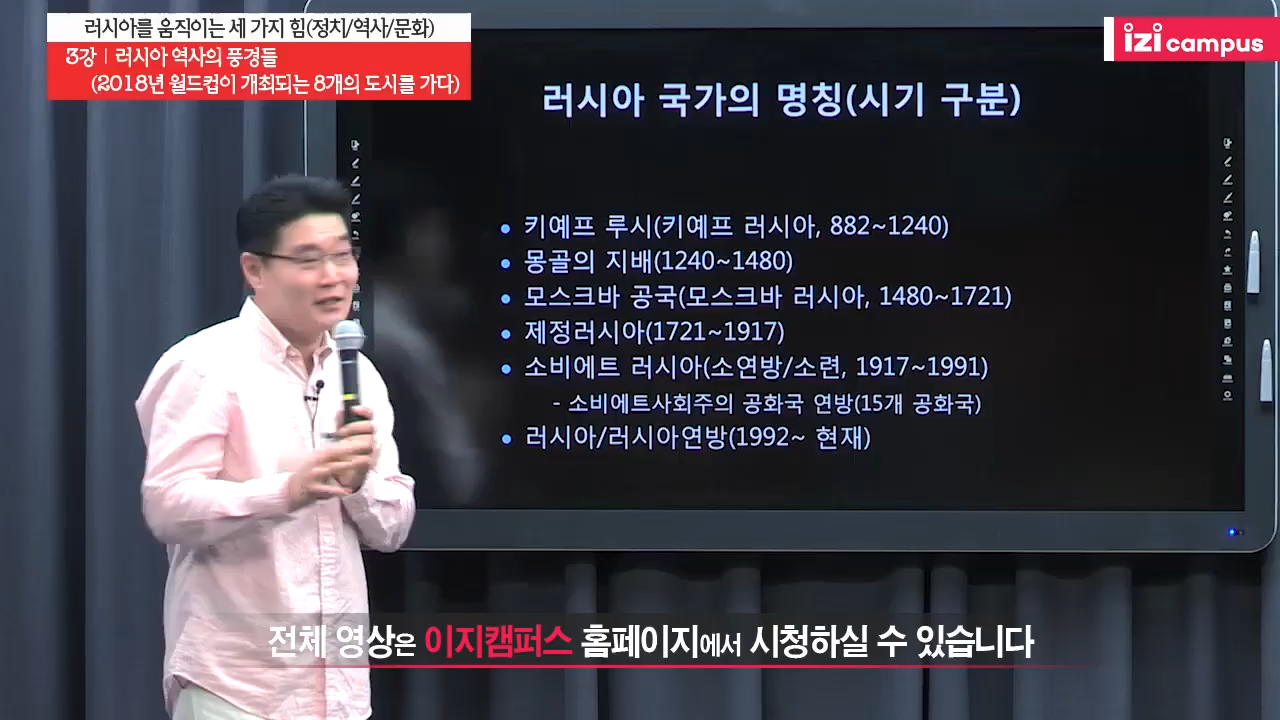 러시아를 움직이는 세 가지 힘(정치/역사/문화)
3강 | 러시아 역사의 풍경들
(2018년 월드컵이 개최되는 8개의 도시를 가다)
izi campus
러시아 국가의 명칭(시기 구분)
• 키예프 루시(키예프 러시아, 882~1240)
• 몽골의 지배(1240~1480)
• 모스크바 공국(모스크바 러시아, 1480~1721)
• 제정러시아(1721~1917)
• 소비에트 러시아(소연방/소련, 1917~1991)
- 소비에트사회주의 공화국 연방(15개 공화국)
• 러시아/러시아연방(1992~ 현재)
전체 영상은 이지캠퍼스 홈페이지에서 시청하실 수 있습니다